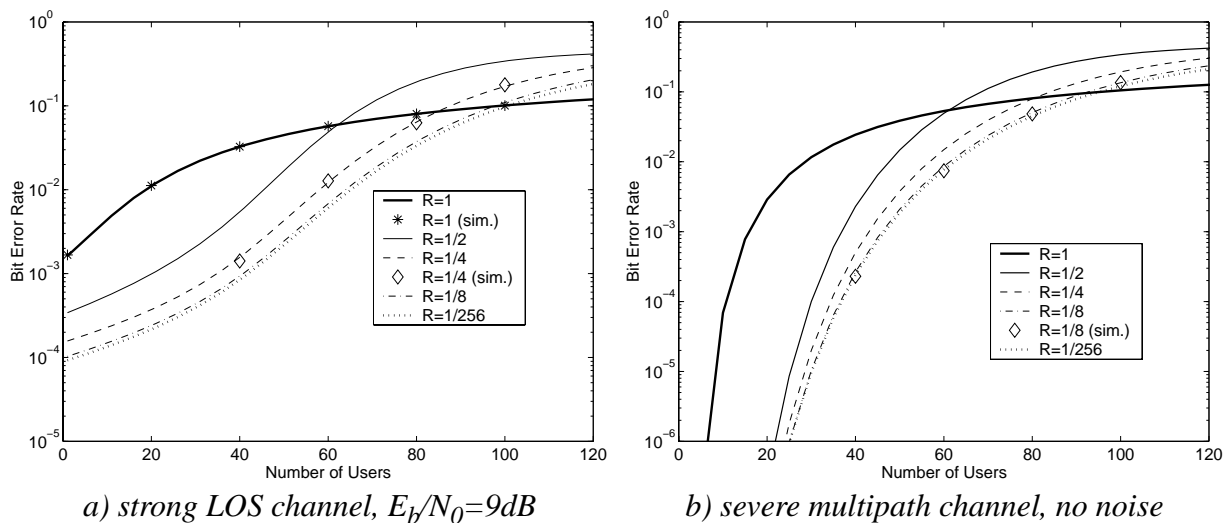 10^0
10^−1
10^−2
10^−3
10^−4
10^−5
Bit Error Rate
0 20 40 60 80 100 120
Number of Users
R=1
R=1 (sim.)
R=1/2
R=1/4
R=1/4 (sim.)
R=1/8
R=1/256
a) strong LOS channel, E_b/N_0=9dB
10^0
10^−1
10^−2
10^−3
10^−4
10^−5
10^−6
Bit Error Rate
0 20 40 60 80 100 120
Number of Users
R=1
R=1/2
R=1/4
R=1/8
R=1/8 (sim.)
R=1/256
b) severe multipath channel, no noise